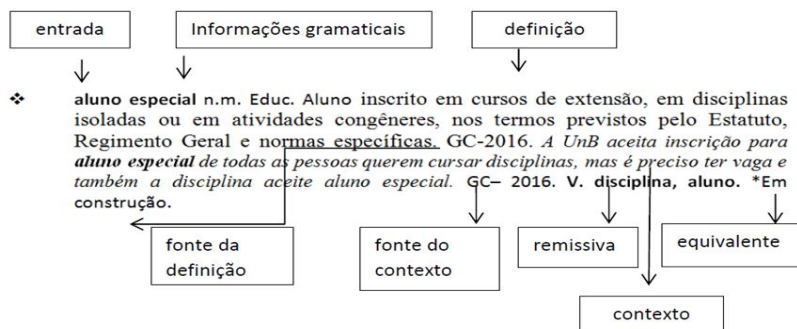 entrada
Informações gramaticais
definição
❖ aluno especial n.m. Educ. Aluno inscrito em cursos de extensão, em disciplinas
isoladas ou em atividades congêneres, nos termos previstos pelo Estatuto,
Regimento Geral e normas específicas. GC-2016. A UnB aceita inscrição para
aluno especial de todas as pessoas querem cursar disciplinas, mas é preciso ter vaga e
também a disciplina aceite aluno especial. GC– 2016. V. disciplina, aluno. *Em
construção.
fonte da
definição
fonte do
contexto
remissiva
equivalente
contexto